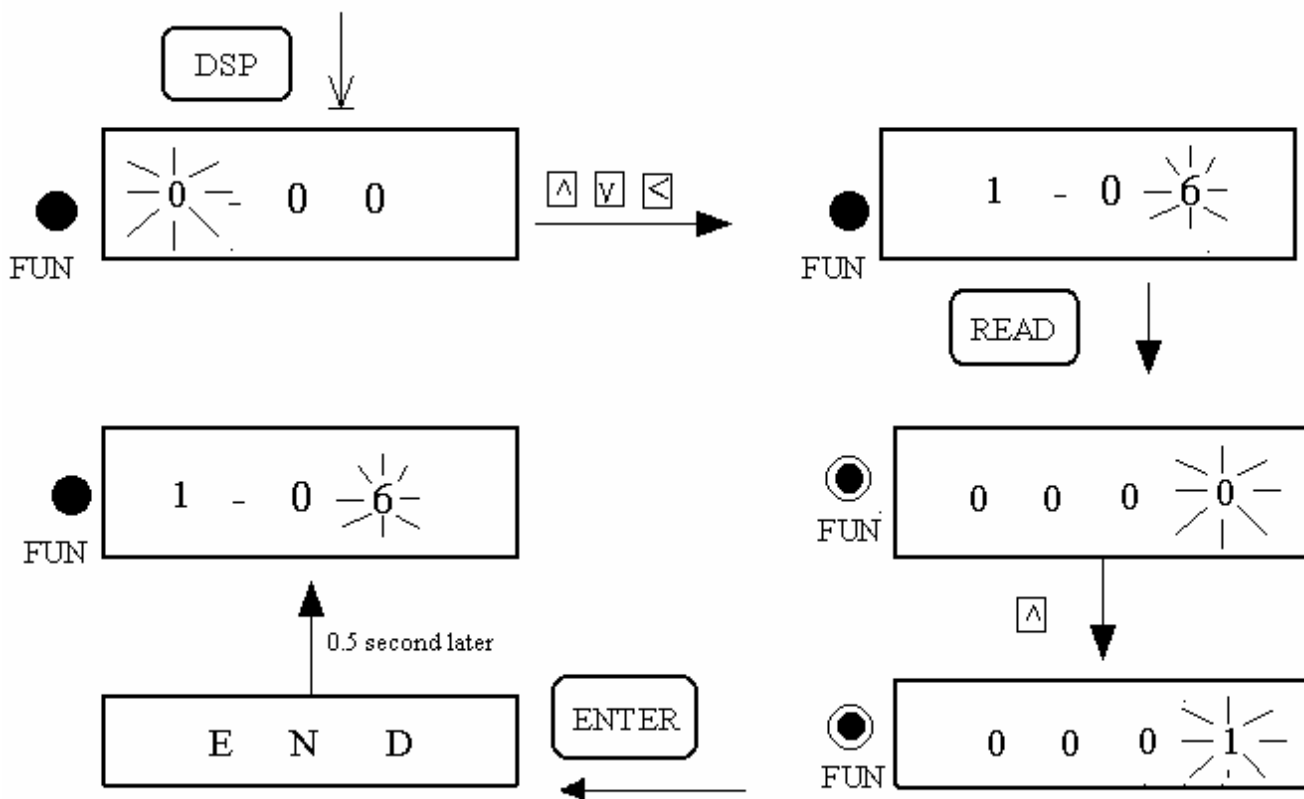 DSP
0 - 0 0
FUN
^ v <
1 - 0 6
FUN
READ
0 0 0 0
FUN
^
0 0 0 1
FUN
ENTER
E N D
0.5 second later
1 - 0 6
FUN